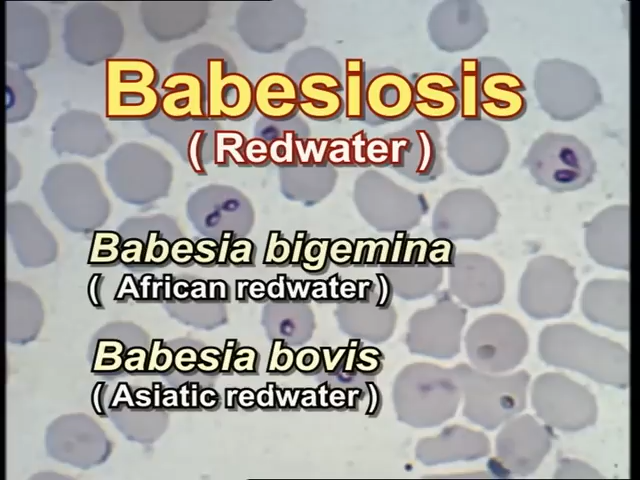 Babesiosis
( Redwater )
Babesia bigemina
( African redwater )
Babesia bovis
( Asiatic redwater )